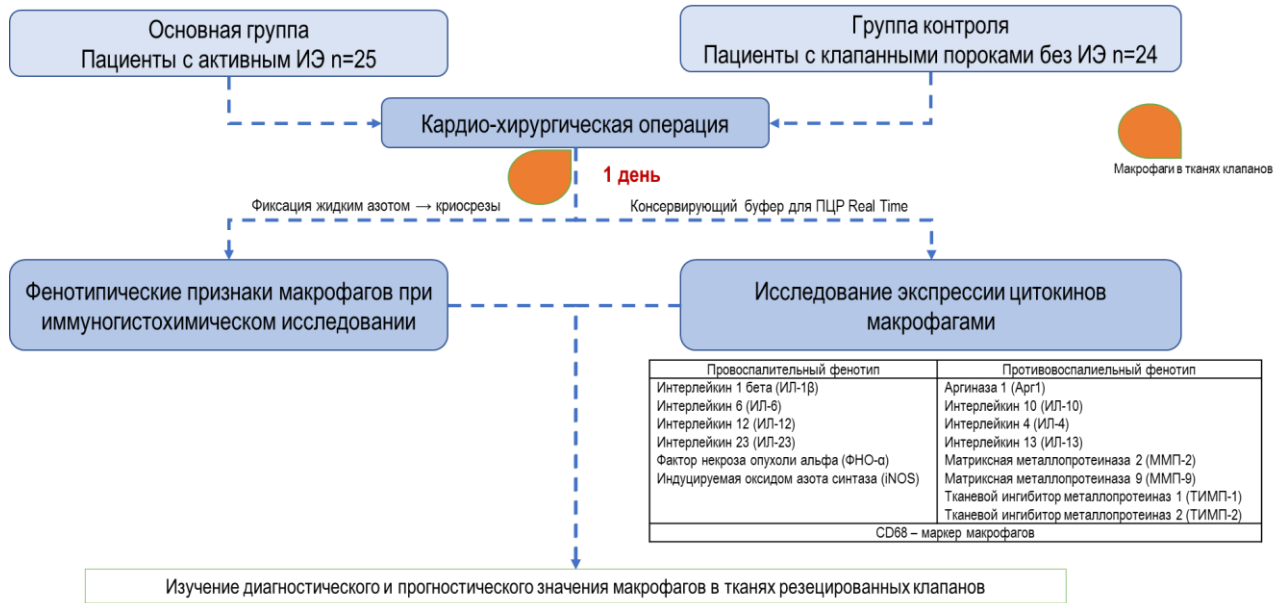 Основная группа
Пациенты с активным ИЭ n=25
Группа контроля
Пациенты с клапанными пороками без ИЭ n=24
Кардио-хирургическая операция
Макрофаги в тканях клапанов
1 день
Фиксация жидким азотом → криосрезы
Консервирующий буфер для ПЦР Real Time
Фенотипические признаки макрофагов при
иммуногистохимическом исследовании
Исследование экспрессии цитокинов
макрофагами
Провоспалительный фенотип
Противовоспалиельный фенотип
Интерлейкин 1 бета (ИЛ-1β)
Аргиназа 1 (Арг1)
Интерлейкин 6 (ИЛ-6)
Интерлейкин 10 (ИЛ-10)
Интерлейкин 12 (ИЛ-12)
Интерлейкин 4 (ИЛ-4)
Интерлейкин 23 (ИЛ-23)
Интерлейкин 13 (ИЛ-13)
Фактор некроза опухоли альфа (ФНО-α)
Матриксная металлопротеиназа 2 (ММП-2)
Индуцируемая оксидом азота синтаза (iNOS)
Матриксная металлопротеиназа 9 (ММП-9)
Тканевой ингибитор металлопротеиназ 1 (ТИМП-1)
Тканевой ингибитор металлопротеиназ 2 (ТИМП-2)
CD68 – маркер макрофагов
Изучение диагностического и прогностического значения макрофагов в тканях резецированных клапанов